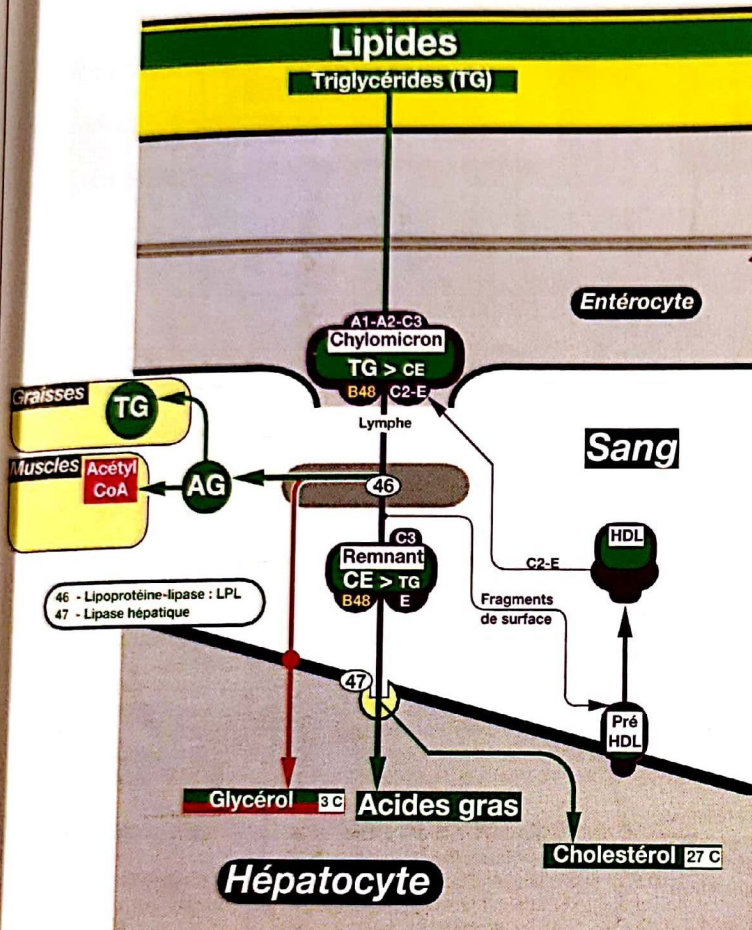 Lipides
Triglycérides (TG)
Entérocyte
A1-A2-C3
Chylomicron
TG > CE
B48 C2-E
Lymphe
Graisses
TG
Sang
Muscles
Acétyl
CoA
AG
46
C3
Remnant
CE > TG
B48 E
HDL
C2-E
Fragments
de surface
46 - Lipoprotéine-lipase : LPL
47 - Lipase hépatique
47
Pré
HDL
Glycérol 3 C
Acides gras
Cholestérol 27 C
Hépatocyte